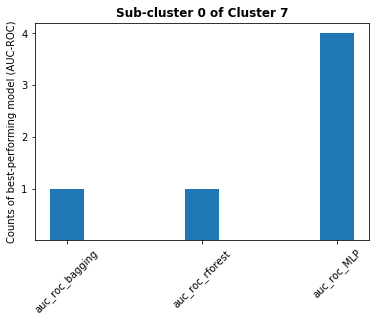 Sub-cluster 0 of Cluster 7
Counts of best-performing model (AUC-ROC)
4
3
2
1
auc_roc_bagging
auc_roc_rforest
auc_roc_MLP